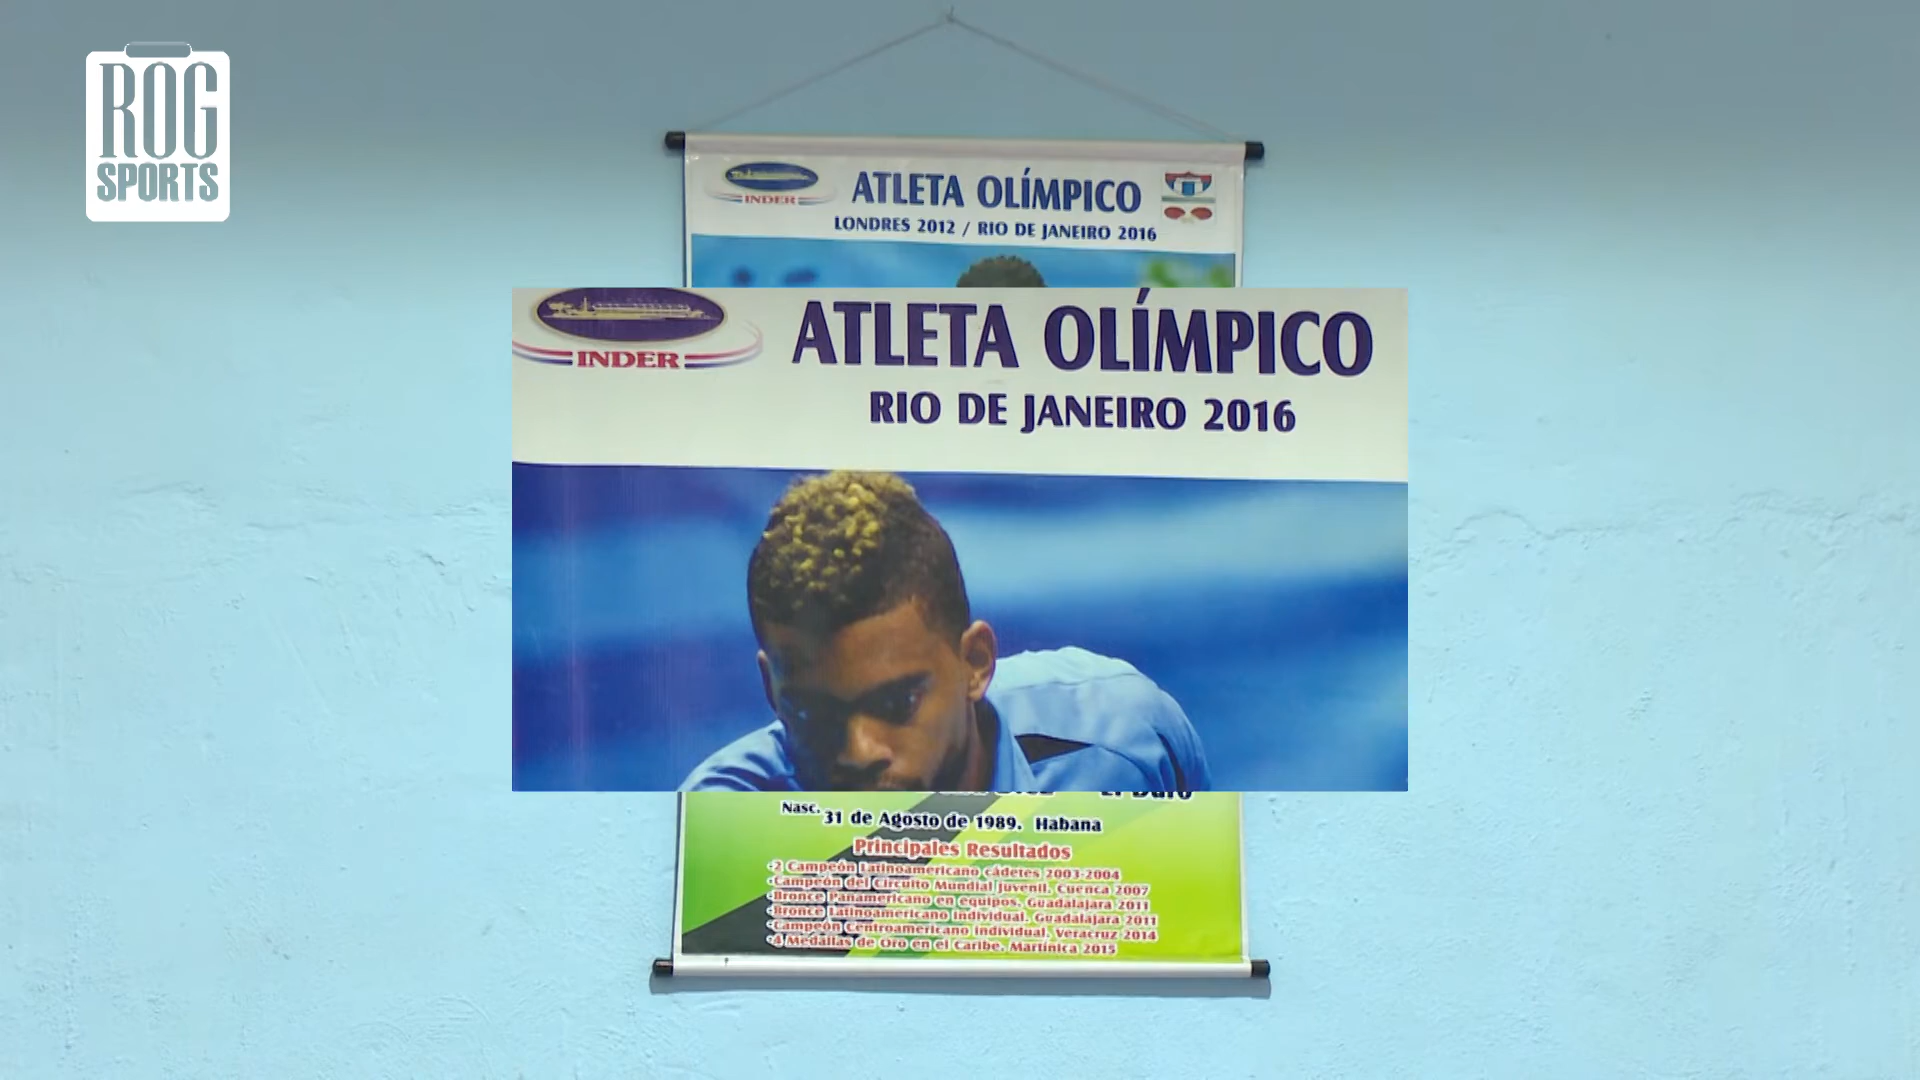 ROG
SPORTS
INDER
ATLETA OLÍMPICO
LONDRES 2012 / RIO DE JANEIRO 2016
INDER
ATLETA OLÍMPICO
RIO DE JANEIRO 2016
Nasc. 31 de Agosto de 1989. Habana
Principales Resultados
•2 Campeón Latinoamericano cádetes 2003-2004
•Campeón del Circuito Mundial Juvenil. Cuenca 2007
•Bronce Panamericano en equipos. Guadalajara 2011
•Bronce Latinoamericano Individual. Guadalajara 2011
•Campeón Centroamericano individual. Veracruz 2014
•4 Medallas de Oro en el Caribe. Martinica 2015